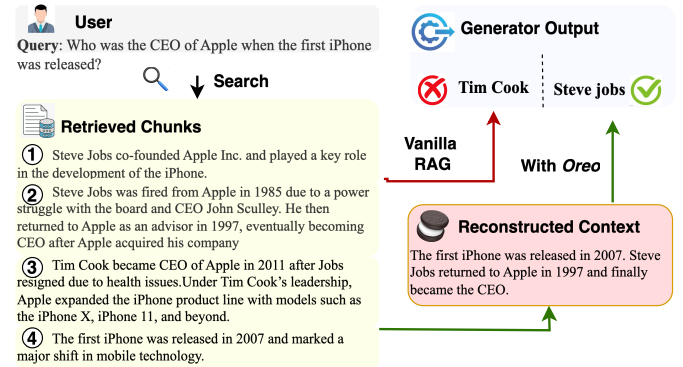 User
Query: Who was the CEO of Apple when the first iPhone
was released?
Search
Retrieved Chunks
1 Steve Jobs co-founded Apple Inc. and played a key role
in the development of the iPhone.
2 Steve Jobs was fired from Apple in 1985 due to a power
struggle with the board and CEO John Sculley. He then
returned to Apple as an advisor in 1997, eventually becoming
CEO after Apple acquired his company
3 Tim Cook became CEO of Apple in 2011 after Jobs
resigned due to health issues.Under Tim Cook's leadership,
Apple expanded the iPhone product line with models such as
the iPhone X, iPhone 11, and beyond.
4 The first iPhone was released in 2007 and marked a
major shift in mobile technology.
Generator Output
Tim Cook
Steve jobs
Vanilla
RAG
With Oreo
Reconstructed Context
The first iPhone was released in 2007. Steve
Jobs returned to Apple in 1997 and finally
became the CEO.